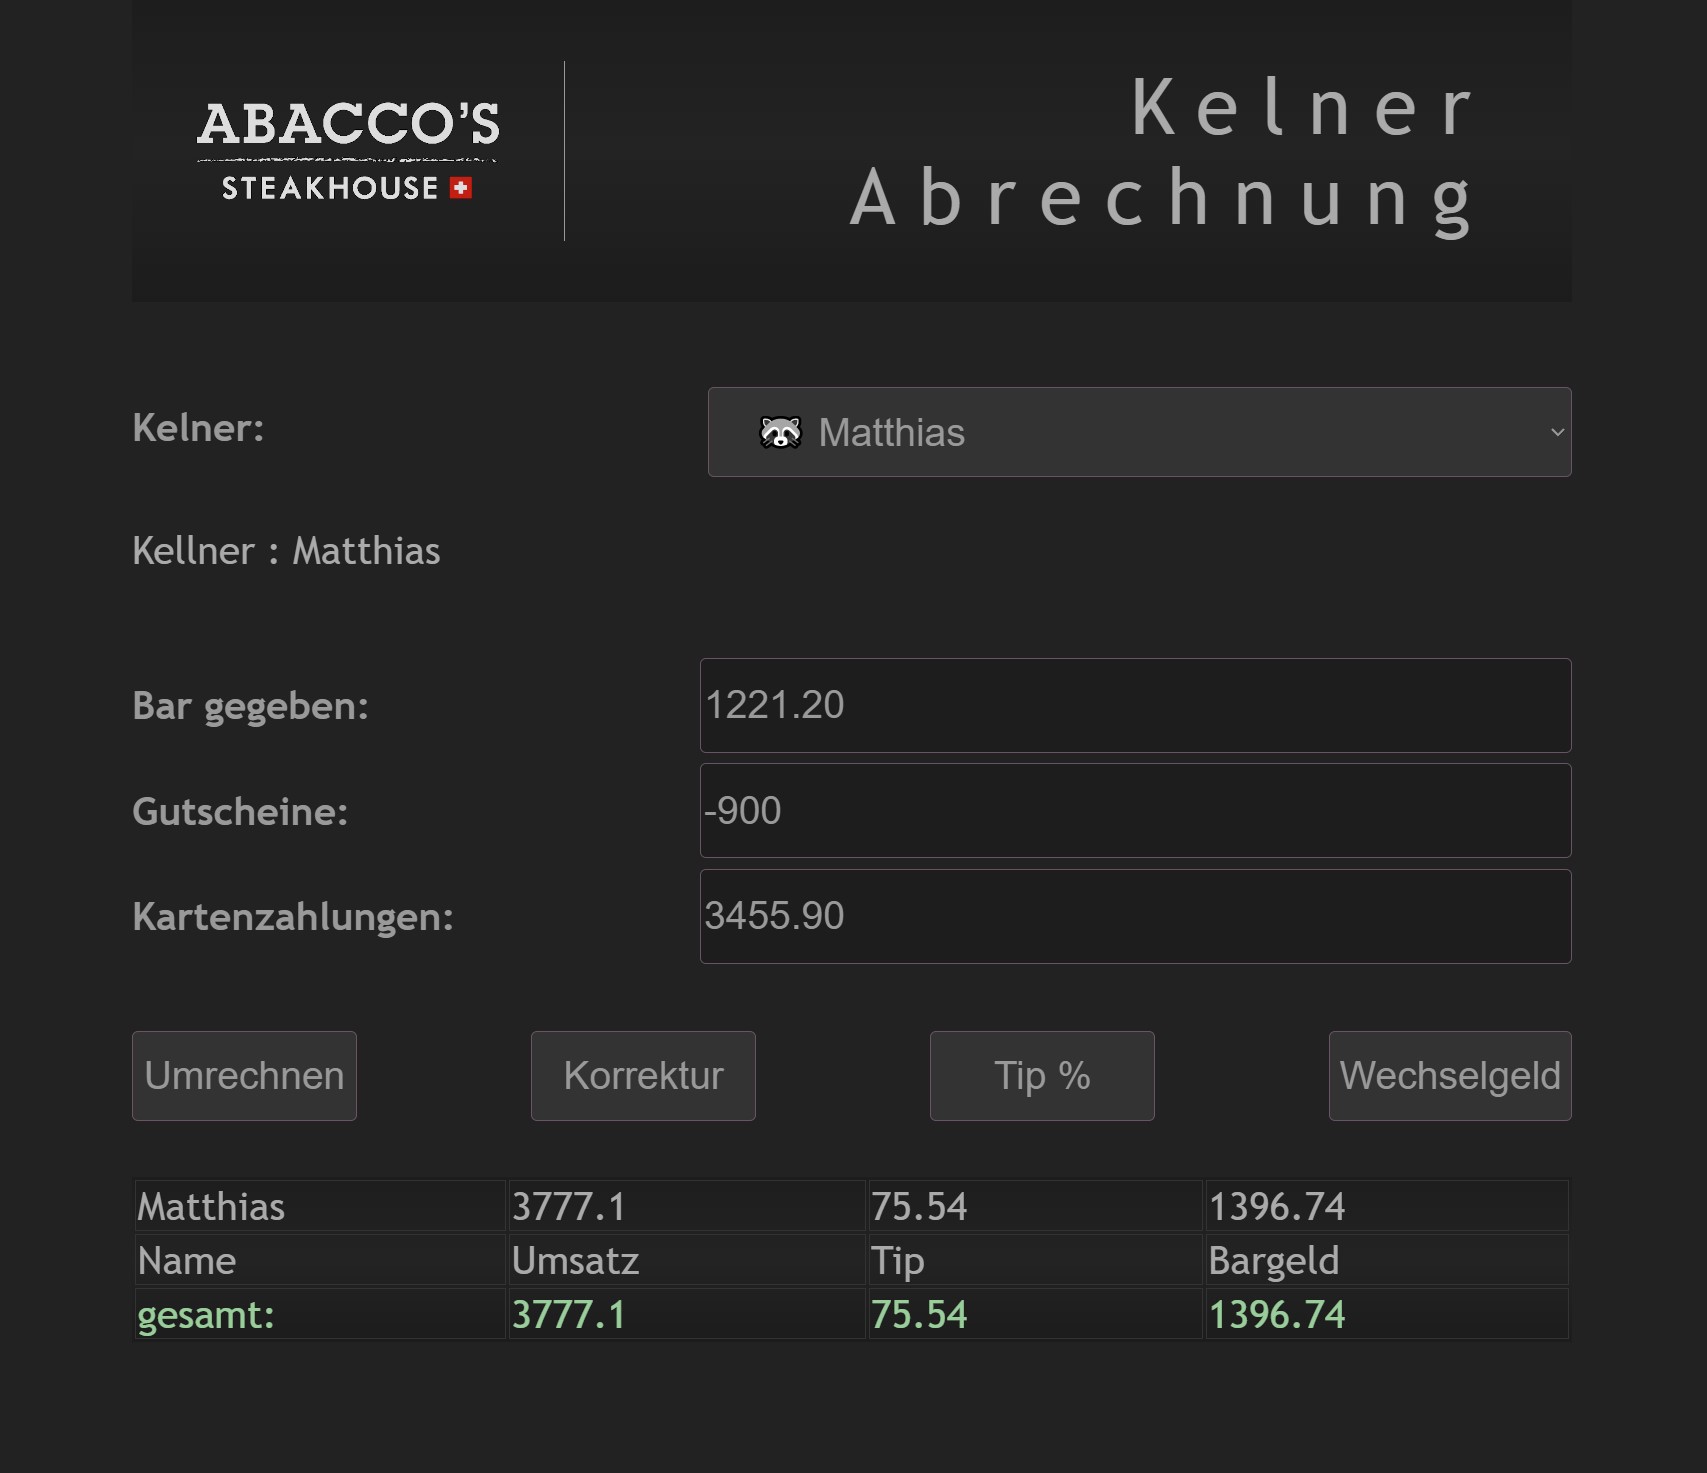 ABACCO'S
STEAKHOUSE
Kelner
Abrechnung
Kelner: Matthias
Kellner : Matthias
Bar gegeben: 1221.20
Gutscheine: -900
Kartenzahlungen: 3455.90
Umrechnen Korrektur Tip % Wechselgeld
Matthias 3777.1 75.54 1396.74
Name Umsatz Tip Bargeld
gesamt: 3777.1 75.54 1396.74